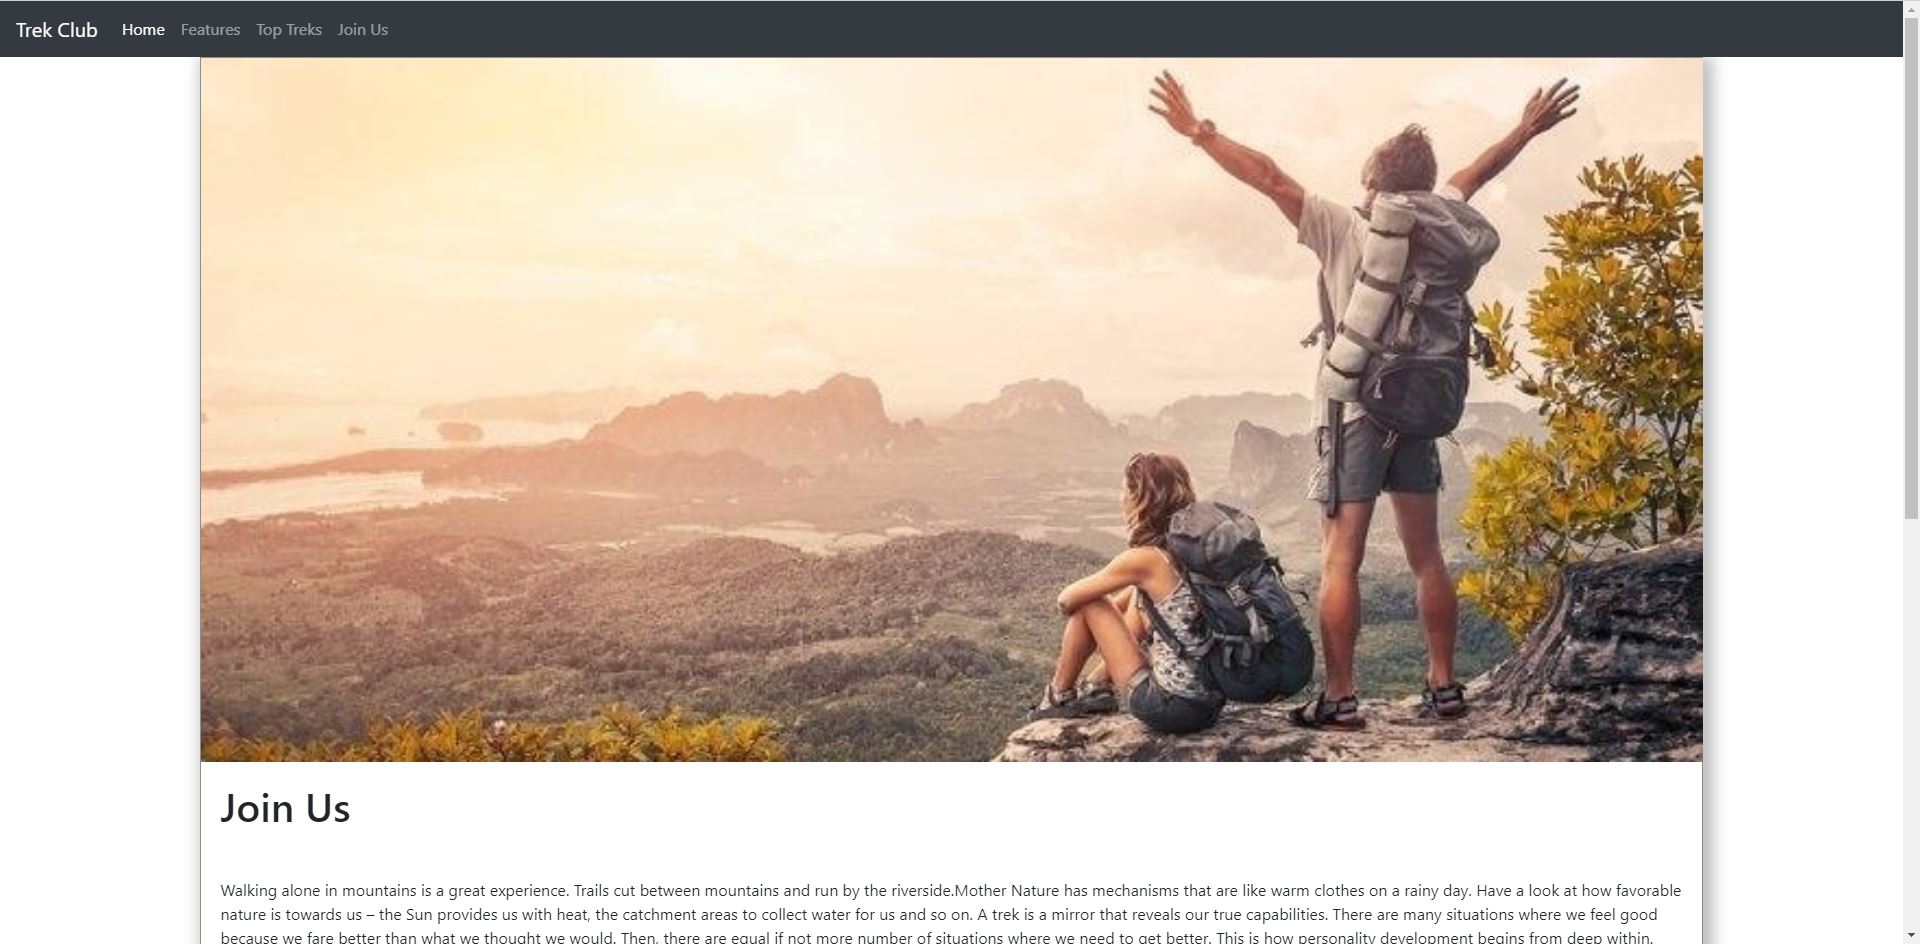 Trek Club Home Features Top Treks Join Us
Join Us
Walking alone in mountains is a great experience. Trails cut between mountains and run by the riverside.Mother Nature has mechanisms that are like warm clothes on a rainy day. Have a look at how favorable
nature is towards us – the Sun provides us with heat, the catchment areas to collect water for us and so on. A trek is a mirror that reveals our true capabilities. There are many situations where we feel good
because we fare better than what we thought we would. Then, there are equal if not more number of situations where we need to get better. This is how personality development begins from deep within.